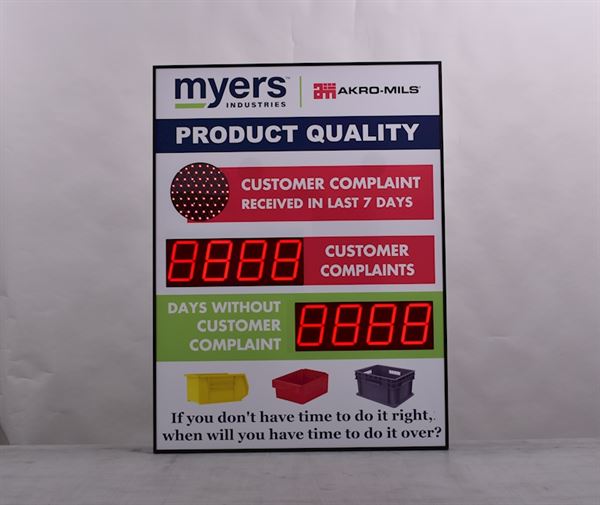 myers™
INDUSTRIES
AKRO-MILS®
PRODUCT QUALITY
CUSTOMER COMPLAINT
RECEIVED IN LAST 7 DAYS
8888
CUSTOMER
COMPLAINTS
DAYS WITHOUT
CUSTOMER
COMPLAINT
8888
If you don't have time to do it right,
when will you have time to do it over?